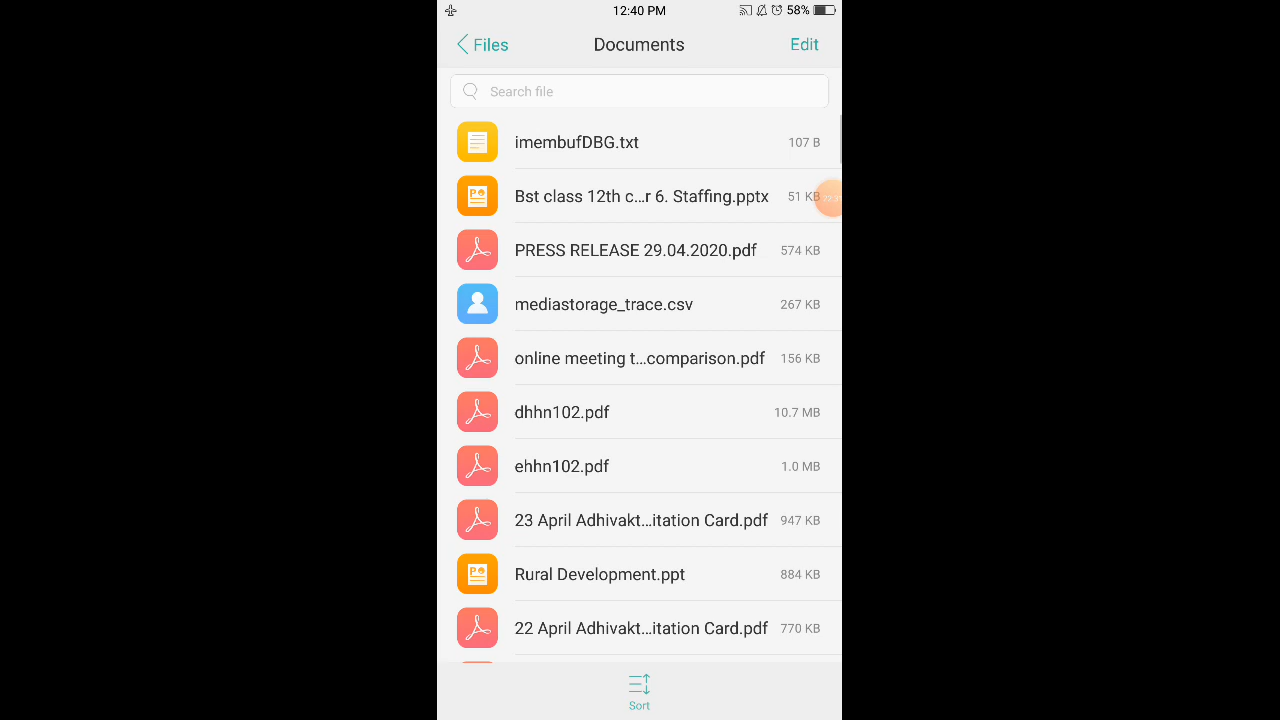 12:40 PM 58%
Files Documents Edit
Search file
imembufDBG.txt 107 B
Bst class 12th c...r 6. Staffing.pptx 51 KB
PRESS RELEASE 29.04.2020.pdf 574 KB
mediastorage_trace.csv 267 KB
online meeting t...comparison.pdf 156 KB
dhhn102.pdf 10.7 MB
ehhn102.pdf 1.0 MB
23 April Adhivakt...itation Card.pdf 947 KB
Rural Development.ppt 884 KB
22 April Adhivakt...itation Card.pdf 770 KB
Sort